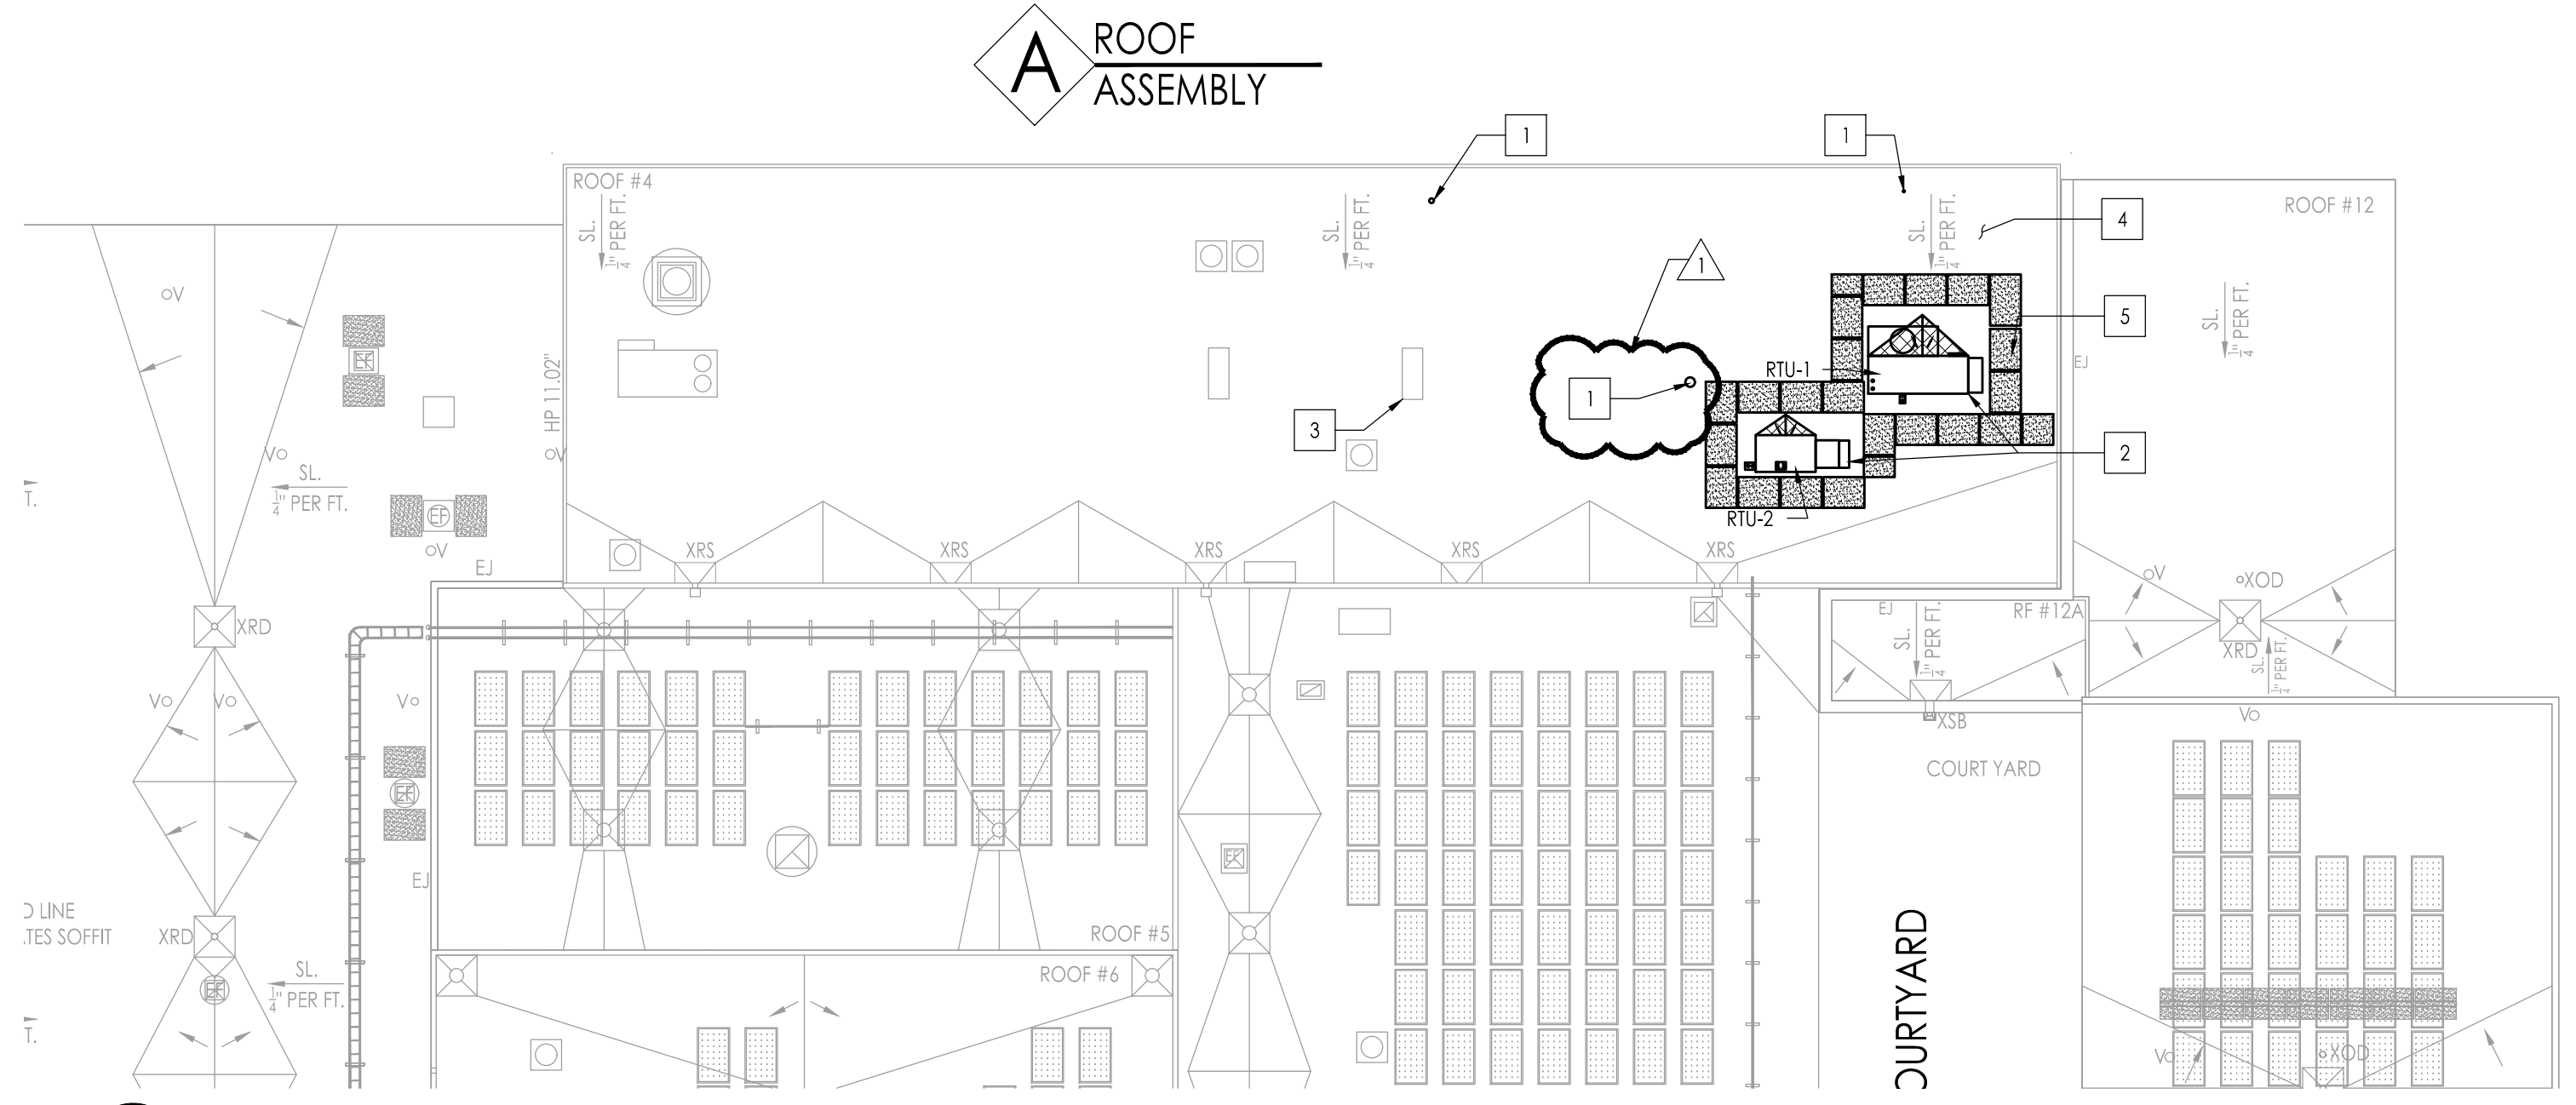 A
ROOF
ASSEMBLY
1
1
ROOF #4
SL.
1/4" PER FT.
SL.
1/4" PER FT.
SL.
1/4" PER FT.
4
ROOF #12
1
5
SL.
1/4" PER FT.
EJ
OV
EF
HP 11.02"
RTU-1
1
3
2
RTU-2
VO
OV
SL.
1/4" PER FT.
T.
EF
OV
EJ
XRS
XRS
XRS
XRS
XRS
OV
XOD
EJ
SL.
1/4" PER FT.
RF #12A
XRD
XRD
SL.
1/4" PER FT.
VO
VO
VO
XSB
VO
COURT YARD
EF
EF
EJ
D LINE
TES SOFFIT
XRD
ROOF #5
SL.
1/4" PER FT.
ROOF #6
EF
T.
OURTYARD
VO
XOD